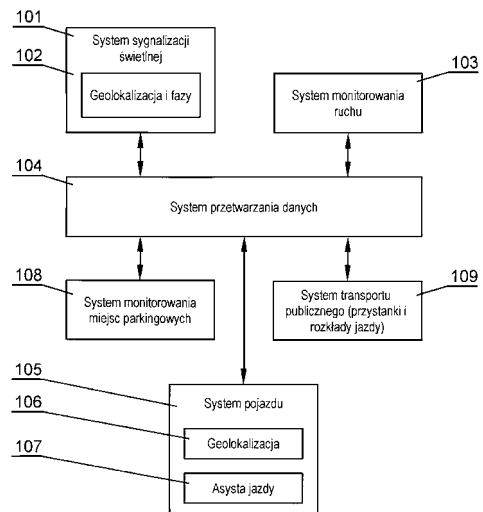 101
System sygnalizacji
świetlnej
102
Geolokalizacja i fazy
103
System monitorowania
ruchu
104
System przetwarzania danych
108
System monitorowania
miejsc parkingowych
109
System transportu
publicznego (przystanki i
rozkłady jazdy)
105
System pojazdu
106
Geolokalizacja
107
Asysta jazdy